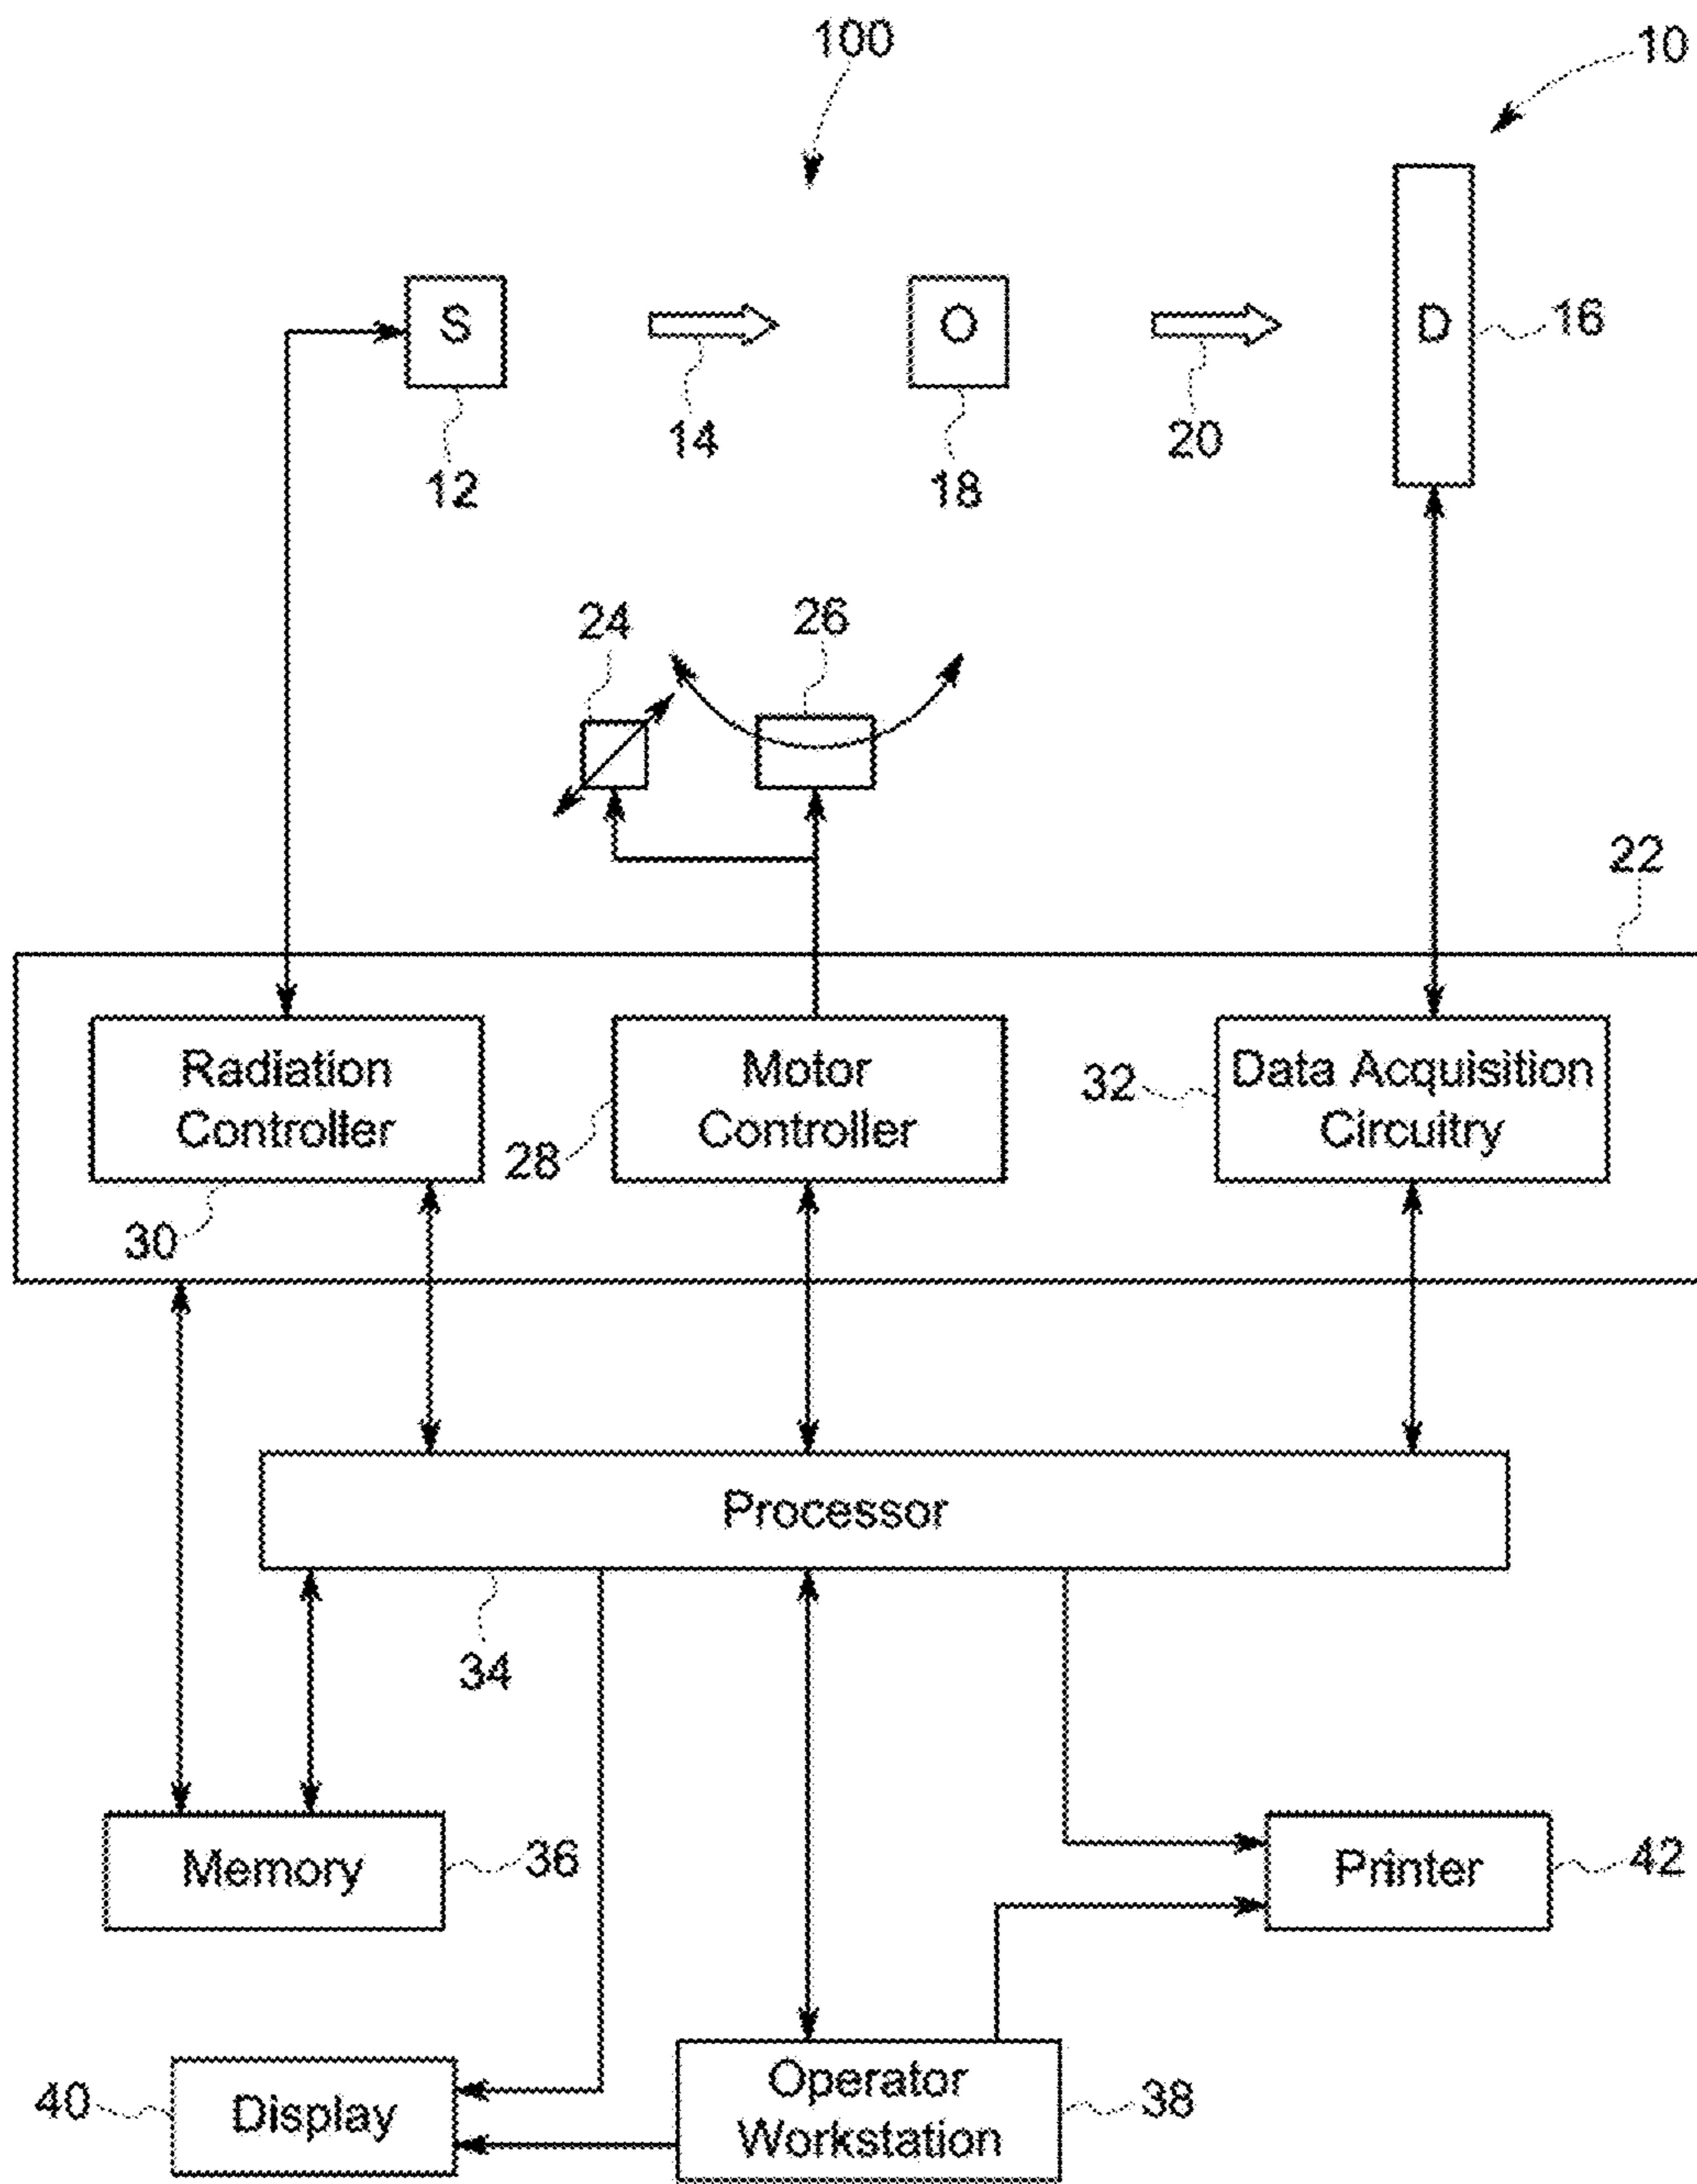 100
10
S
O
D
16
14
20
12
18
24
26
22
Radiation
Controller
Motor
Controller
32
Data Acquisition
Circuitry
28
30
Processor
34
Memory
36
Printer
42
Operator
Workstation
38
40
Display